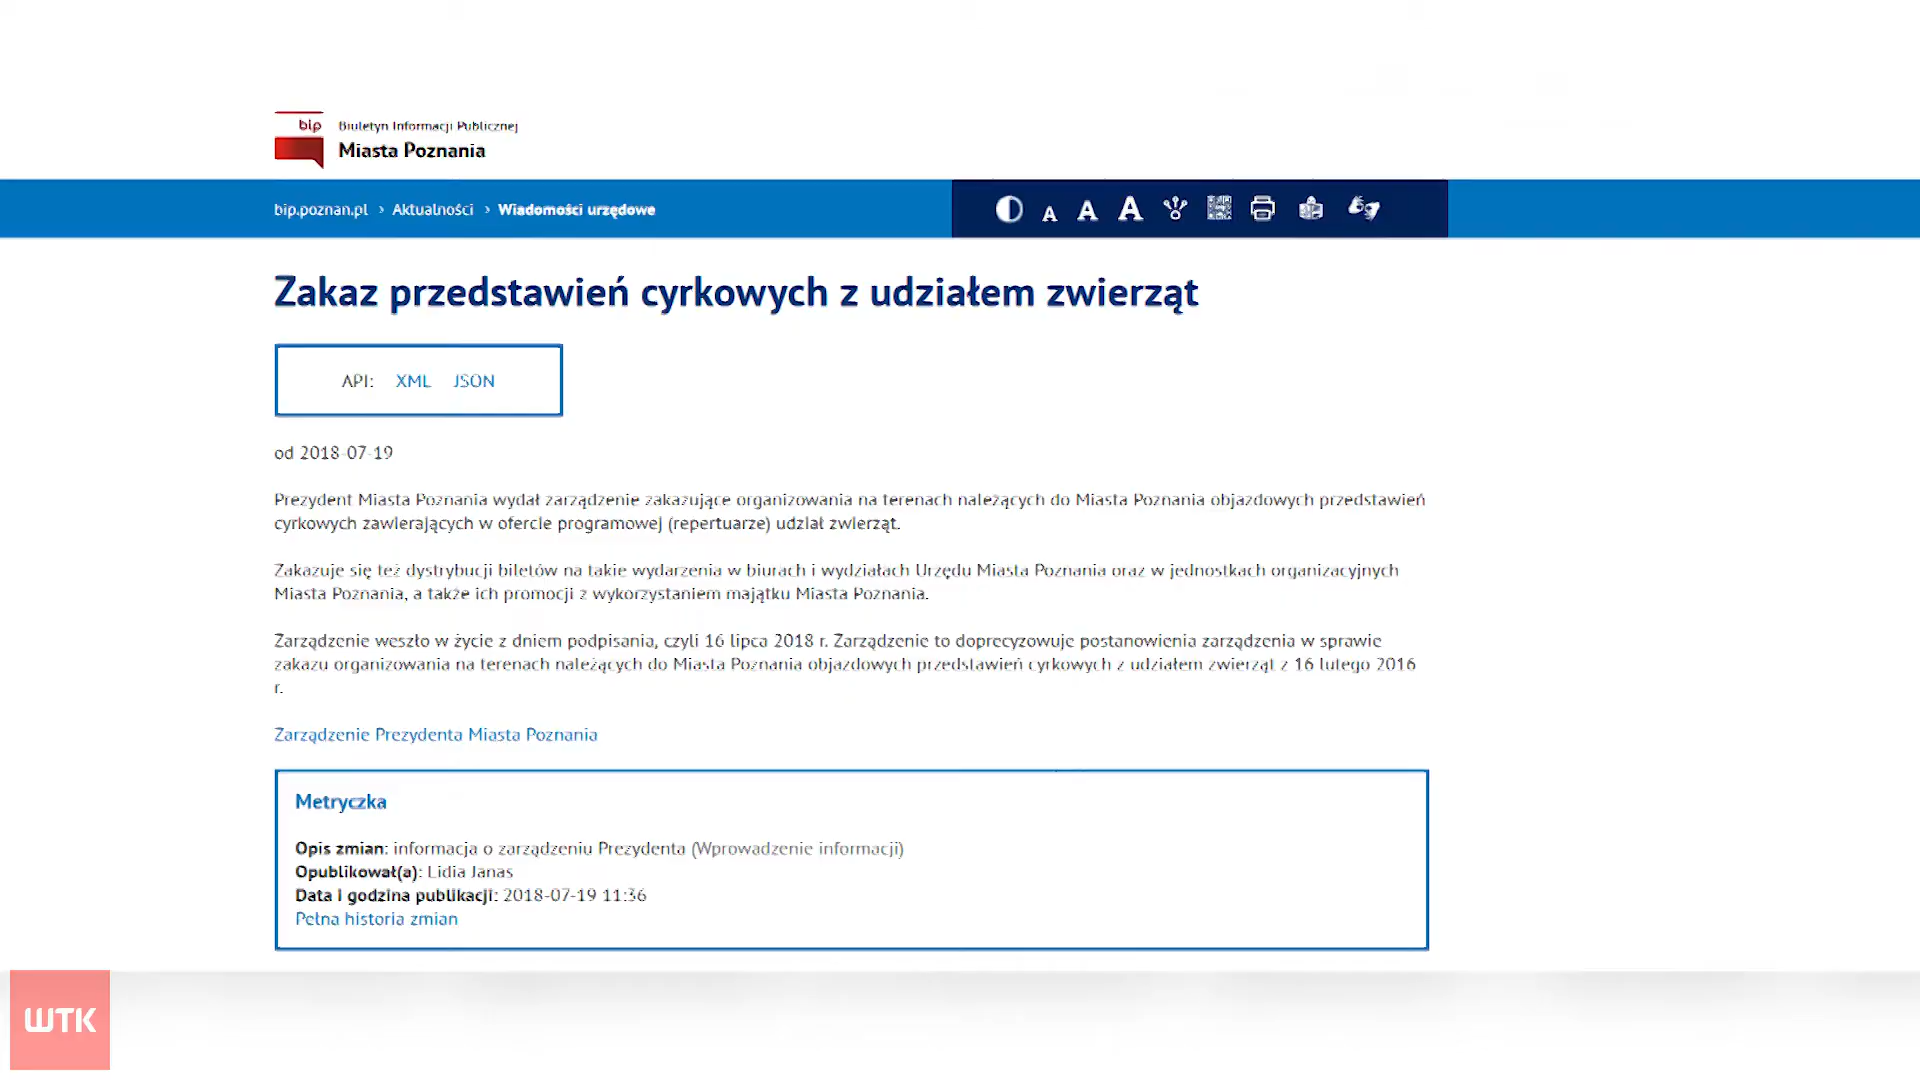 bip
Biuletyn Informacji Publicznej
Miasta Poznania
bip.poznan.pl › Aktualności › Wiadomości urzędowe
A A A
Zakaz przedstawień cyrkowych z udziałem zwierząt
API: XML JSON
od 2018-07-19
Prezydent Miasta Poznania wydał zarządzenie zakazujące organizowania na terenach należących do Miasta Poznania objazdowych przedstawień
cyrkowych zawierających w ofercie programowej (repertuarze) udział zwierząt.
Zakazuje się też dystrybucji biletów na takie wydarzenia w biurach i wydziałach Urzędu Miasta Poznania oraz w jednostkach organizacyjnych
Miasta Poznania, a także ich promocji z wykorzystaniem majątku Miasta Poznania.
Zarządzenie weszło w życie z dniem podpisania, czyli 16 lipca 2018 r. Zarządzenie to doprecyzowuje postanowienia zarządzenia w sprawie
zakazu organizowania na terenach należących do Miasta Poznania objazdowych przedstawień cyrkowych z udziałem zwierząt z 16 lutego 2016
r.
Zarządzenie Prezydenta Miasta Poznania
Metryczka
Opis zmian: informacja o zarządzeniu Prezydenta (Wprowadzenie informacji)
Opublikował(a): Lidia Janas
Data i godzina publikacji: 2018-07-19 11:36
Pełna historia zmian
WTK